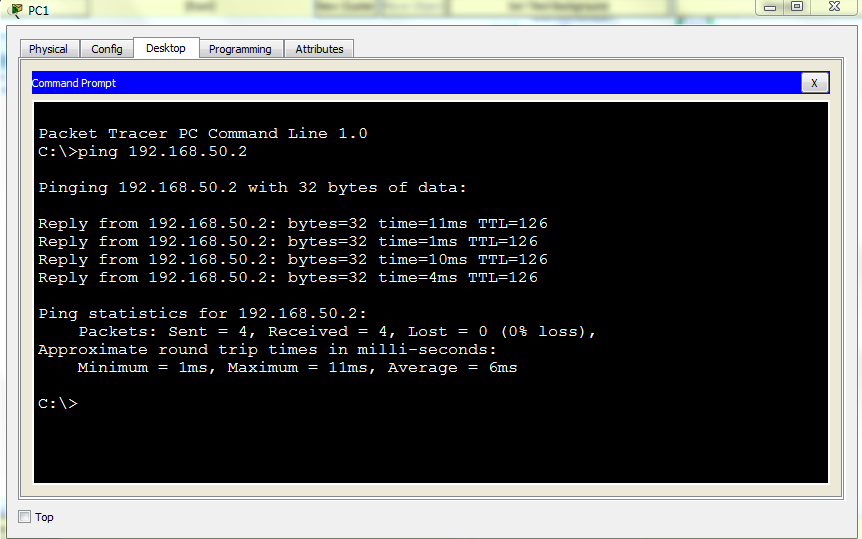 PC1
Physical
Config
Desktop
Programming
Attributes
Command Prompt
X
Packet Tracer PC Command Line 1.0
C:\>ping 192.168.50.2
Pinging 192.168.50.2 with 32 bytes of data:
Reply from 192.168.50.2: bytes=32 time=11ms TTL=126
Reply from 192.168.50.2: bytes=32 time=1ms TTL=126
Reply from 192.168.50.2: bytes=32 time=10ms TTL=126
Reply from 192.168.50.2: bytes=32 time=4ms TTL=126
Ping statistics for 192.168.50.2:
Packets: Sent = 4, Received = 4, Lost = 0 (0% loss),
Approximate round trip times in milli-seconds:
Minimum = 1ms, Maximum = 11ms, Average = 6ms
C:\>
Top